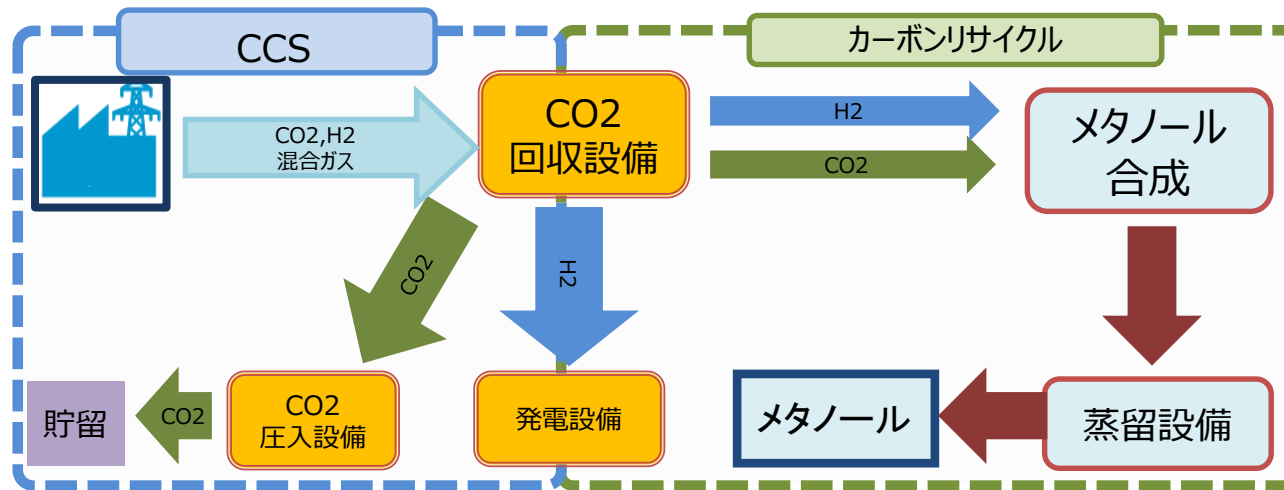 CCS
カーボンリサイクル
CO2,H2
混合ガス
CO2
回収設備
H2
CO2
メタノール
合成
CO2
H2
貯留
CO2
CO2
圧入設備
発電設備
メタノール
蒸留設備